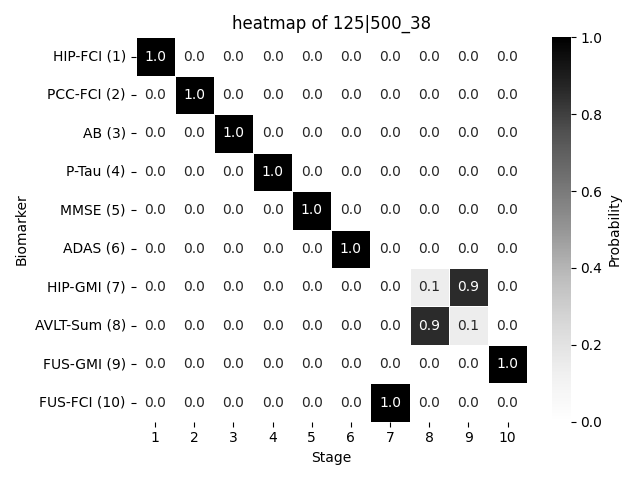 heatmap of 125|500_38
HIP-FCI (1) 1.0 0.0 0.0 0.0 0.0 0.0 0.0 0.0 0.0 0.0
PCC-FCI (2) 0.0 1.0 0.0 0.0 0.0 0.0 0.0 0.0 0.0 0.0
AB (3) 0.0 0.0 1.0 0.0 0.0 0.0 0.0 0.0 0.0 0.0
P-Tau (4) 0.0 0.0 0.0 1.0 0.0 0.0 0.0 0.0 0.0 0.0
MMSE (5) 0.0 0.0 0.0 0.0 1.0 0.0 0.0 0.0 0.0 0.0
ADAS (6) 0.0 0.0 0.0 0.0 0.0 1.0 0.0 0.0 0.0 0.0
HIP-GMI (7) 0.0 0.0 0.0 0.0 0.0 0.0 0.0 0.1 0.9 0.0
AVLT-Sum (8) 0.0 0.0 0.0 0.0 0.0 0.0 0.0 0.9 0.1 0.0
FUS-GMI (9) 0.0 0.0 0.0 0.0 0.0 0.0 0.0 0.0 0.0 1.0
FUS-FCI (10) 0.0 0.0 0.0 0.0 0.0 0.0 1.0 0.0 0.0 0.0
1 2 3 4 5 6 7 8 9 10
Stage
Biomarker
1.0
0.8
0.6
0.4
0.2
0.0
Probability